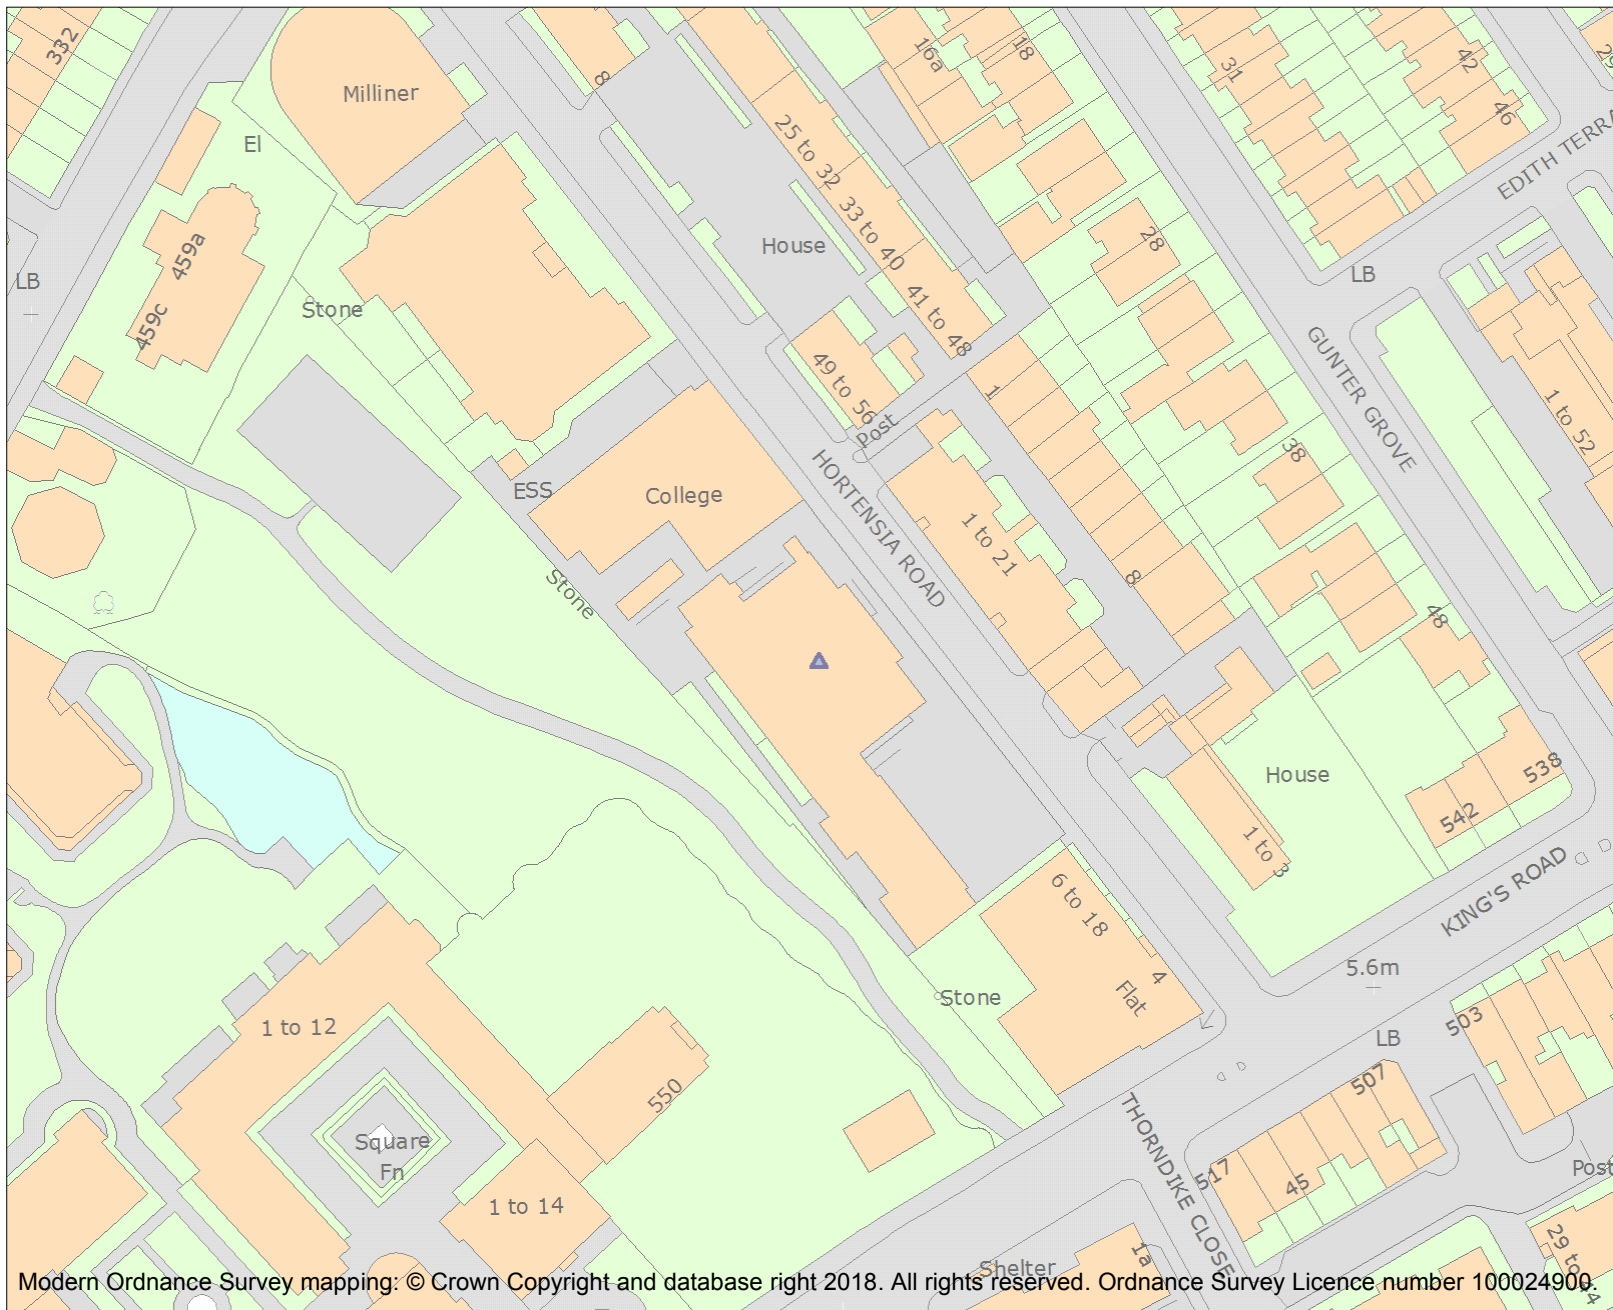 332
Milliner
8
16a
18
31
42
29
46
EDITH TERRA
El
25 to 32
33 to 40
41 to 48
House
28
LB
459a
459c
Stone
LB
49 to 56
Post
1
GUNTER GROVE
1 to 52
38
ESS
College
HORTENSIA ROAD
1 to 21
8
Stone
48
House
538
542
1 to 3
KING'S ROAD
6 to 18
4
Flat
Stone
5.6m
LB
503
507
1 to 12
550
Square
Fn
1 to 14
THORNDIKE CLOSE
517
45
Post
Shelter
1a
29 to 44
Modern Ordnance Survey mapping: © Crown Copyright and database right 2018. All rights reserved. Ordnance Survey Licence number 100024900.